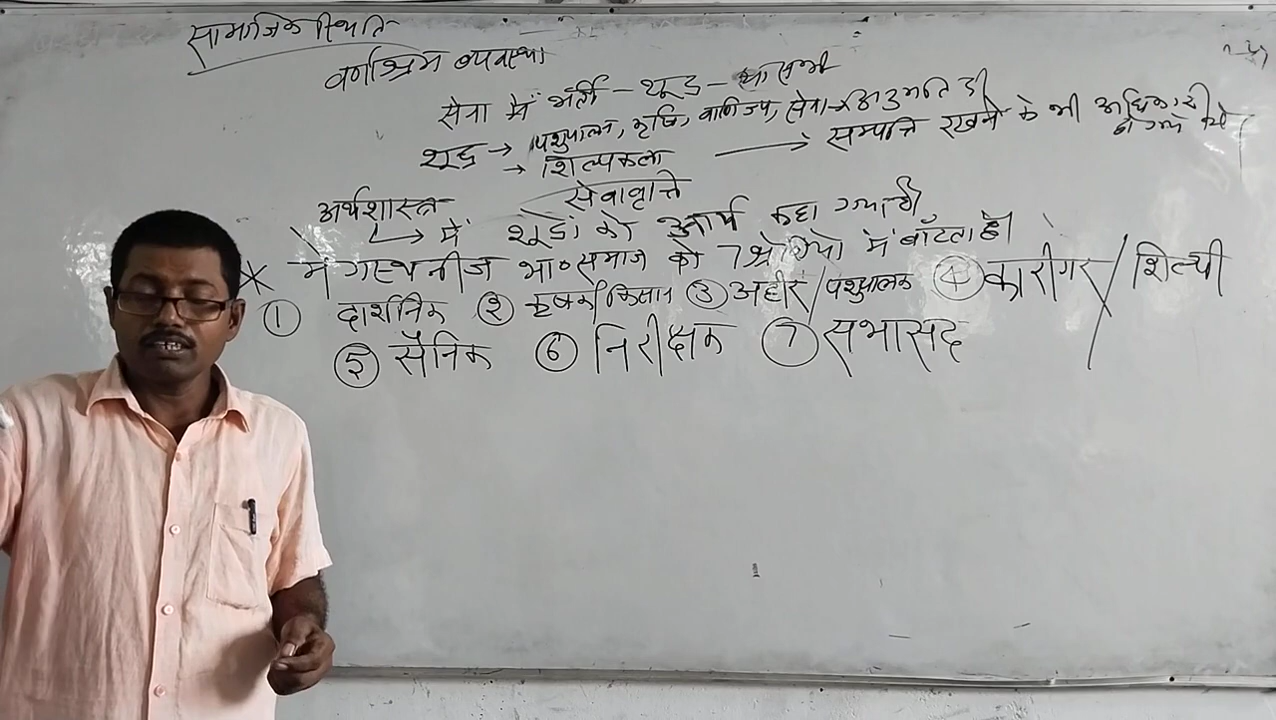 सामाजिक स्थिति
वर्णाश्रम व्यवस्था
सेना में भर्ती - शूद्र -
शूद्र → पशुपालन, कृषि, वाणिज्य, सेना → अनुमति दी
→ शिल्पकला → सम्पत्ति रखने के भी अधिकारी हो गये थे
सेवावृत्ति
अर्थशास्त्र
→ में शूद्रों को आर्य कहा गया है।
* मेगस्थनीज भा० समाज को 7 श्रेणियों में बाँटता है।
① दार्शनिक ② कृषक/किसान ③ अहीर/पशुपालक ④ कारीगर/शिल्पी
⑤ सैनिक ⑥ निरीक्षक ⑦ सभासद